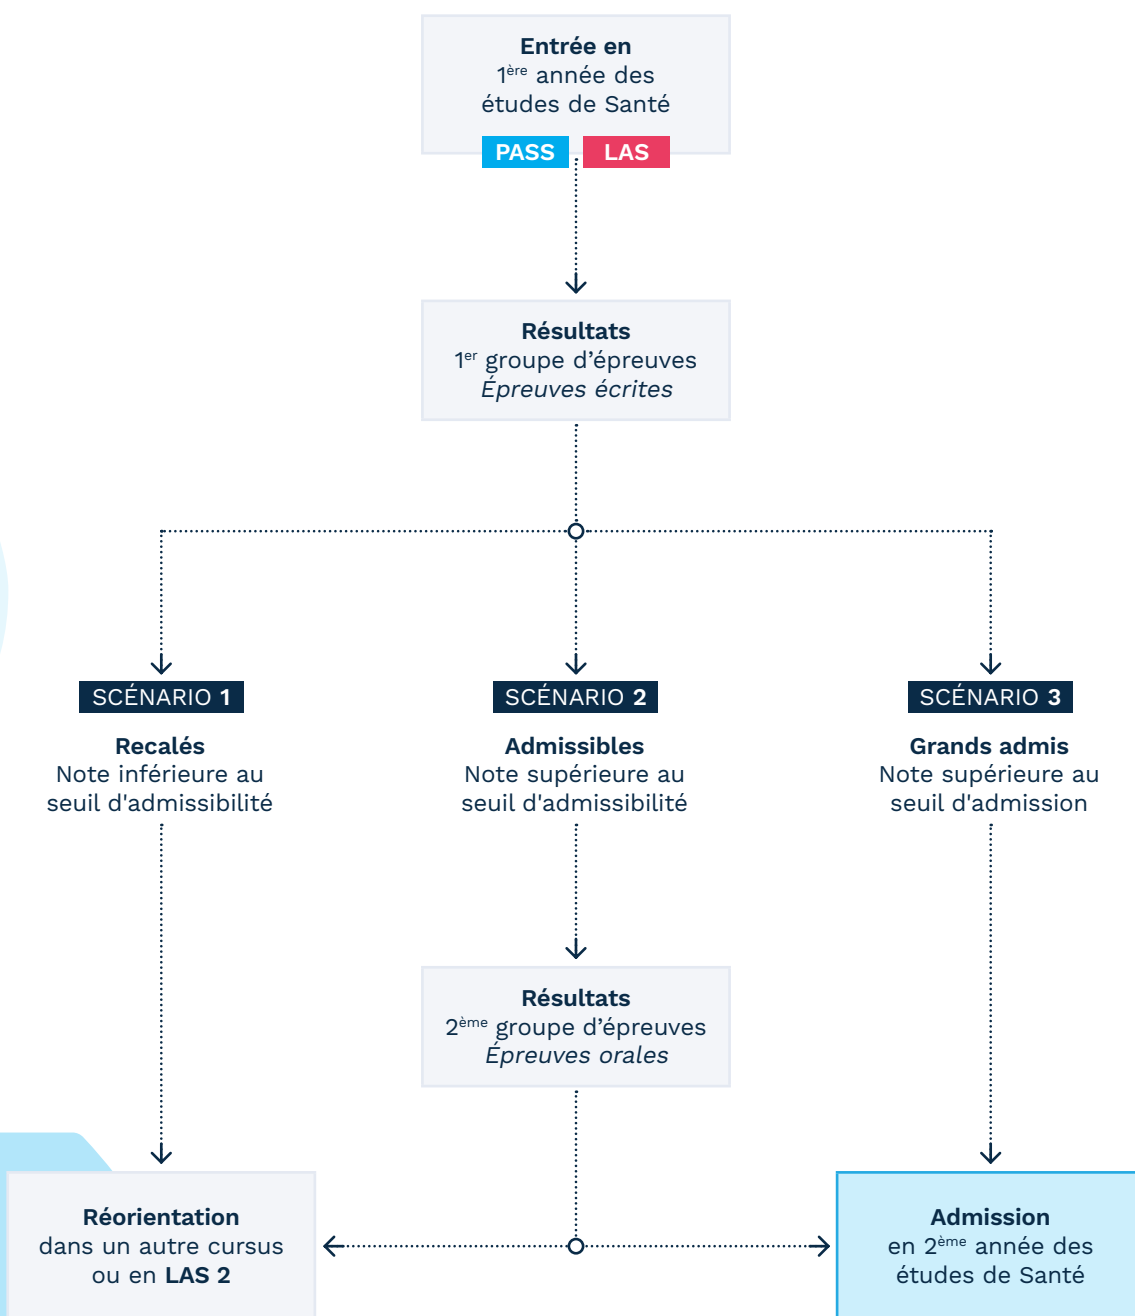 Entrée en
1ère année des
études de Santé
PASS LAS
Résultats
1er groupe d’épreuves
Épreuves écrites
SCÉNARIO 1
Recalés
Note inférieure au
seuil d'admissibilité
SCÉNARIO 2
Admissibles
Note supérieure au
seuil d'admissibilité
SCÉNARIO 3
Grands admis
Note supérieure au
seuil d'admission
Résultats
2ème groupe d’épreuves
Épreuves orales
Réorientation
dans un autre cursus
ou en LAS 2
Admission
en 2ème année des
études de Santé